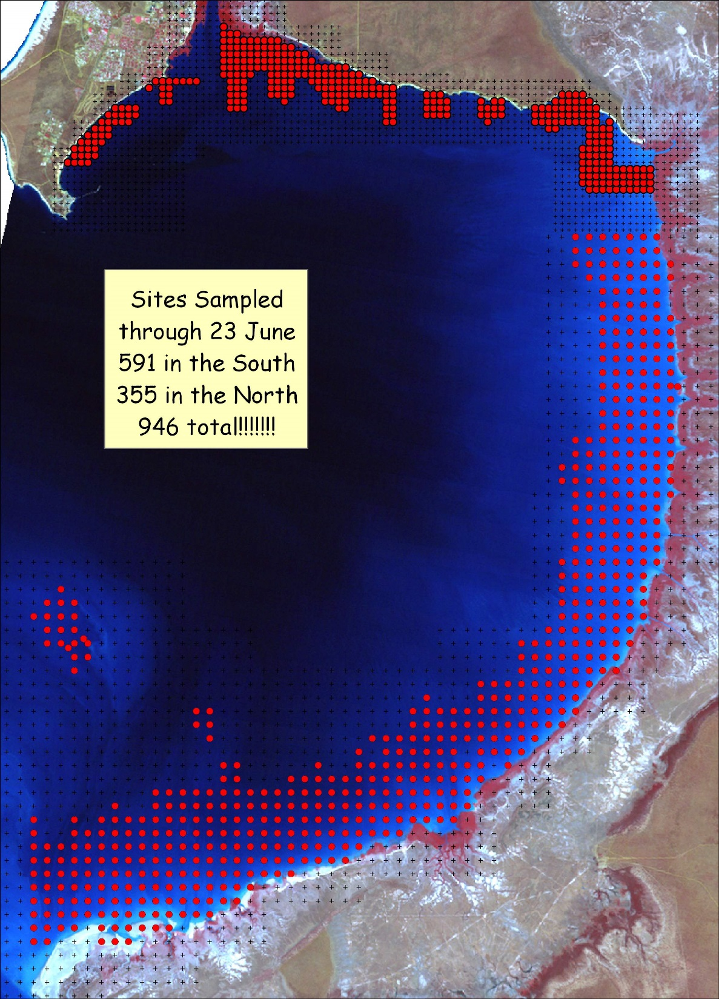 Sites Sampled
through 23 June
591 in the South
355 in the North
946 total!!!!!!!